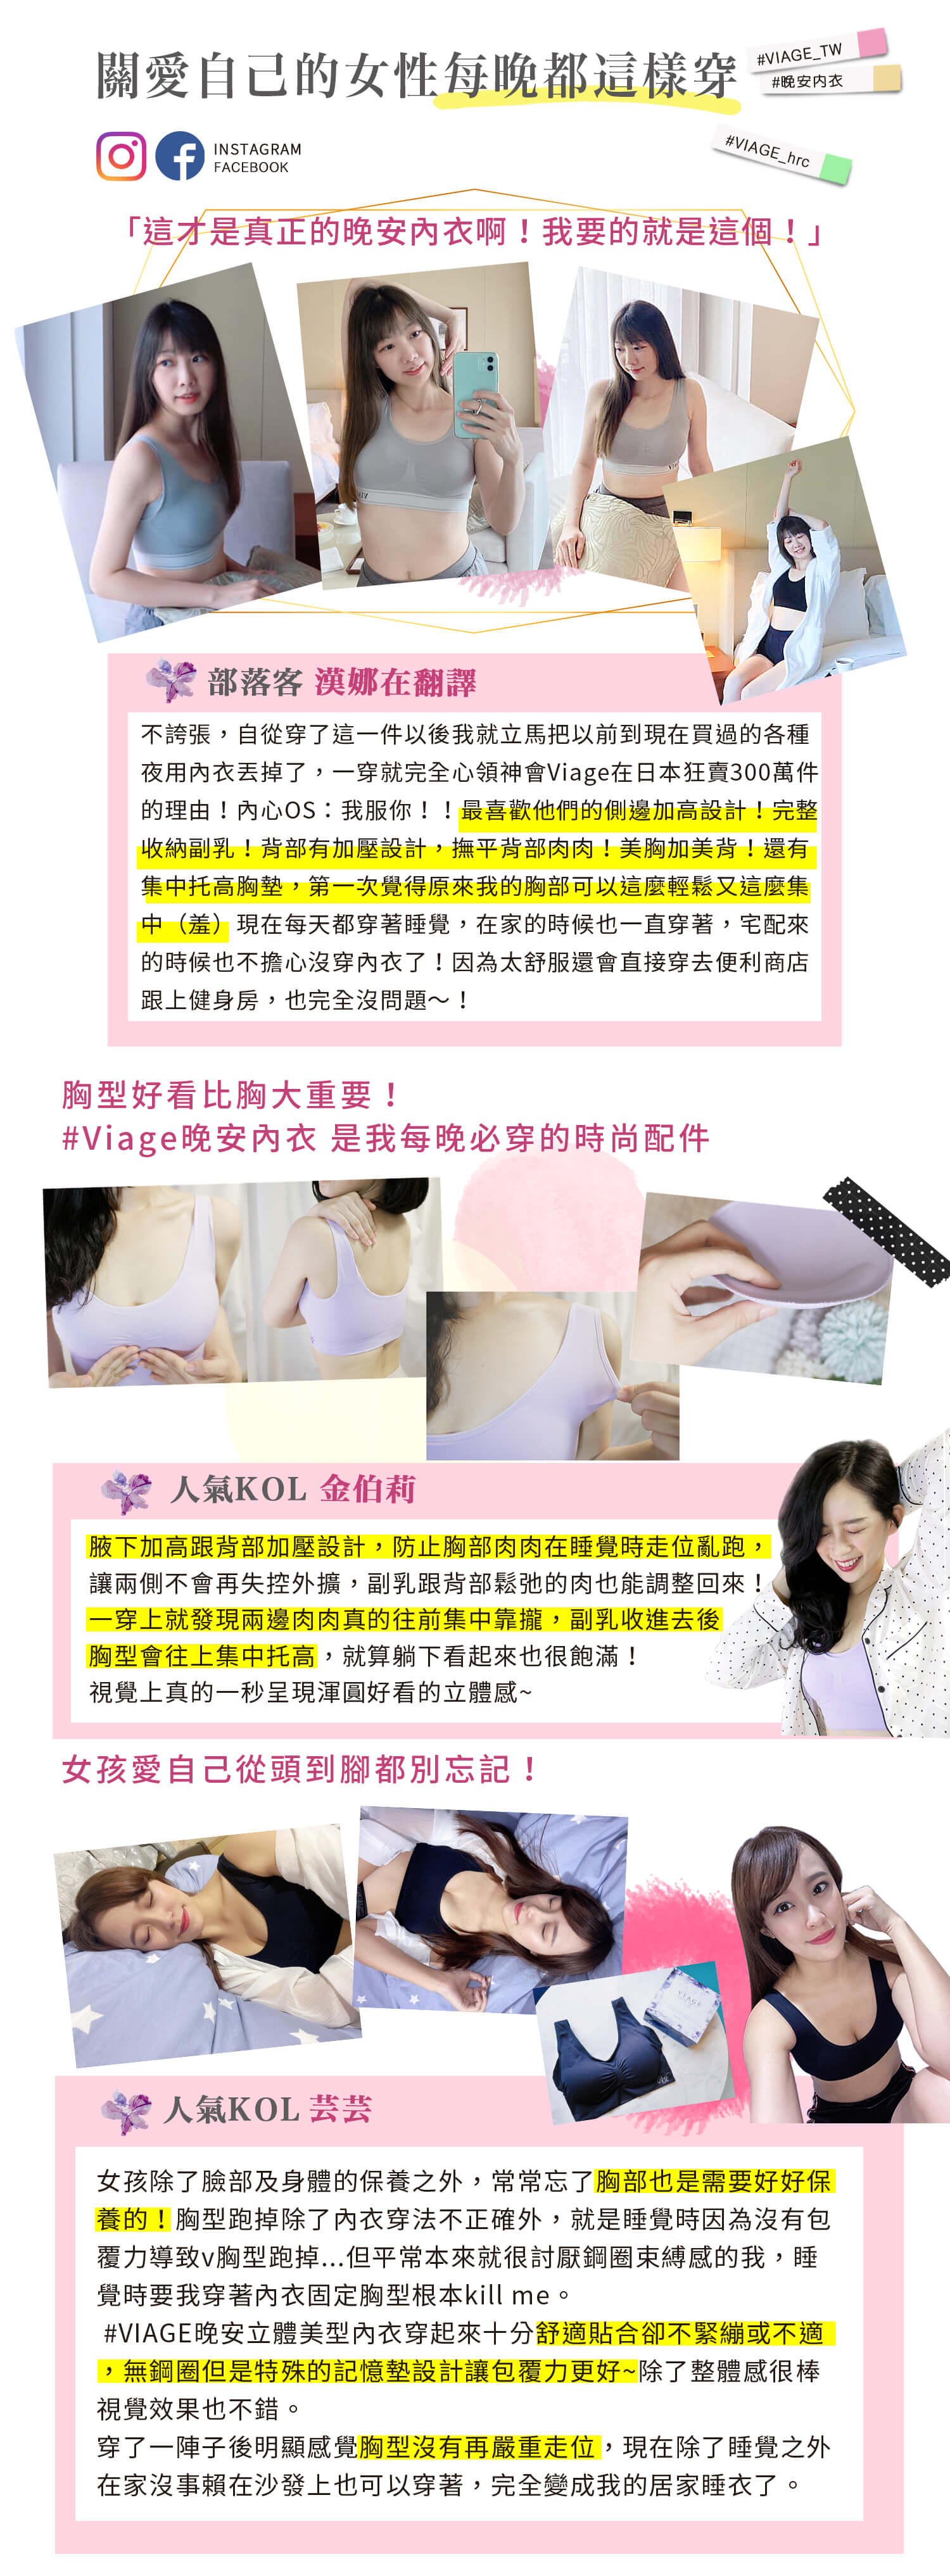 關愛自己的女性每晚都這樣穿
#VIAGE_TW
#晚安內衣
#VIAGE_hrc
INSTAGRAM
FACEBOOK
「這才是真正的晚安內衣啊！我要的就是這個！」
部落客 漢娜在翻譯
不誇張，自從穿了這一件以後我就立馬把以前到現在買過的各種
夜用內衣丟掉了，一穿就完全心領神會Viage在日本狂賣300萬件
的理由！內心OS：我服你！！最喜歡他們的側邊加高設計！完整
收納副乳！背部有加壓設計，撫平背部肉肉！美胸加美背！還有
集中托高胸墊，第一次覺得原來我的胸部可以這麼輕鬆又這麼集
中（羞）現在每天都穿著睡覺，在家的時候也一直穿著，宅配來
的時候也不擔心沒穿內衣了！因為太舒服還會直接穿去便利商店
跟上健身房，也完全沒問題～！
胸型好看比胸大重要！
#Viage晚安內衣 是我每晚必穿的時尚配件
人氣KOL 金伯莉
腋下加高跟背部加壓設計，防止胸部肉肉在睡覺時走位亂跑，
讓兩側不會再失控外擴，副乳跟背部鬆弛的肉也能調整回來！
一穿上就發現兩邊肉肉真的往前集中靠攏，副乳收進去後
胸型會往上集中托高，就算躺下看起來也很飽滿！
視覺上真的一秒呈現渾圓好看的立體感~
女孩愛自己從頭到腳都別忘記！
VIAGE
人氣KOL 芸芸
女孩除了臉部及身體的保養之外，常常忘了胸部也是需要好好保
養的！胸型跑掉除了內衣穿法不正確外，就是睡覺時因為沒有包
覆力導致v胸型跑掉...但平常本來就很討厭鋼圈束縛感的我，睡
覺時要我穿著內衣固定胸型根本kill me。
#VIAGE晚安立體美型內衣穿起來十分舒適貼合卻不緊繃或不適
，無鋼圈但是特殊的記憶墊設計讓包覆力更好~除了整體感很棒
視覺效果也不錯。
穿了一陣子後明顯感覺胸型沒有再嚴重走位，現在除了睡覺之外
在家沒事賴在沙發上也可以穿著，完全變成我的居家睡衣了。